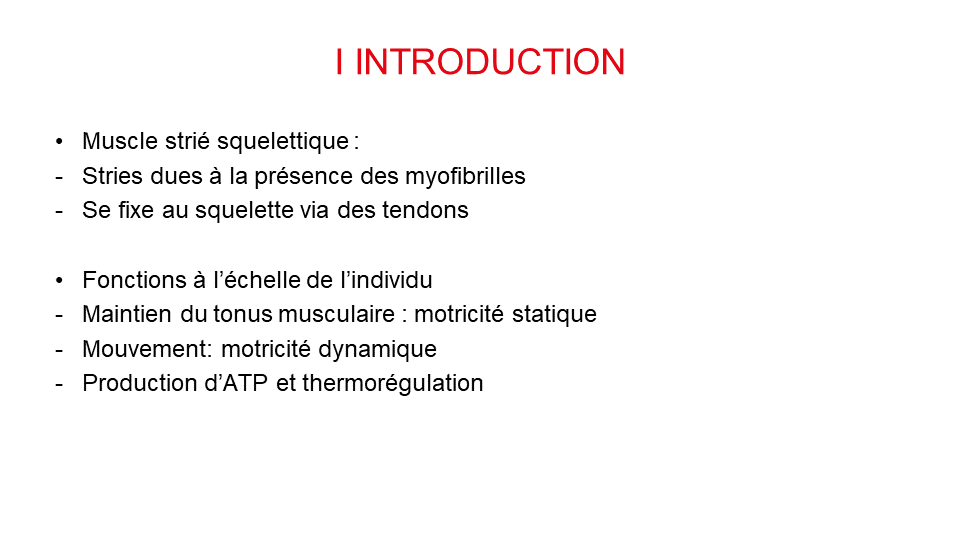 I INTRODUCTION
• Muscle strié squelettique :
- Stries dues à la présence des myofibrilles
- Se fixe au squelette via des tendons
• Fonctions à l’échelle de l’individu
- Maintien du tonus musculaire : motricité statique
- Mouvement: motricité dynamique
- Production d’ATP et thermorégulation